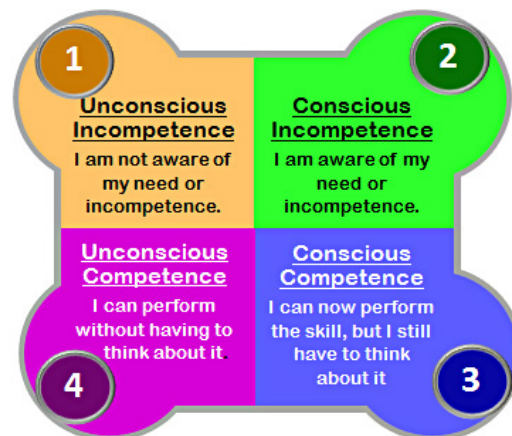 1
Unconscious
Incompetence
I am not aware of
my need or
incompetence.
2
Conscious
Incompetence
I am aware of my
need or
incompetence.
Unconscious
Competence
I can perform
without having to
think about it.
4
Conscious
Competence
I can now perform
the skill, but I still
have to think
about it
3